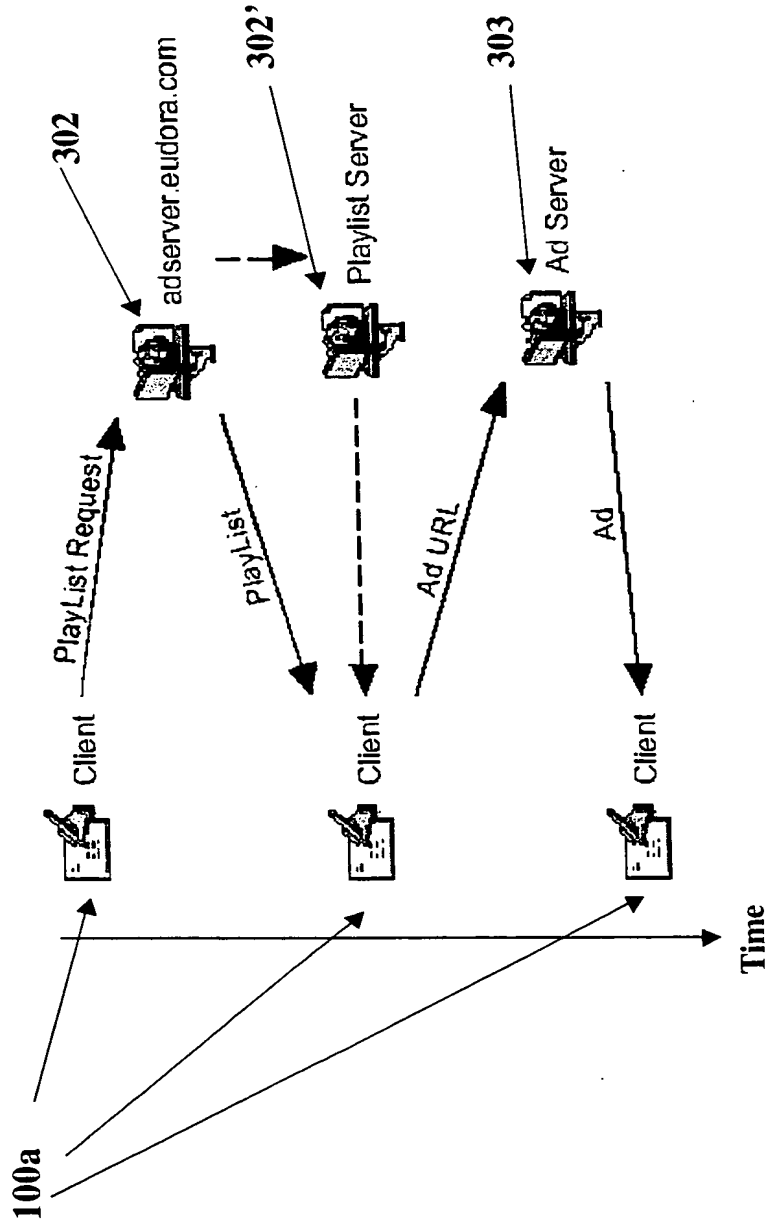 100a
Client
PlayList Request
302
adserver.eudora.com
PlayList
Client
302'
Playlist Server
Ad URL
303
Ad Server
Ad
Client
Time